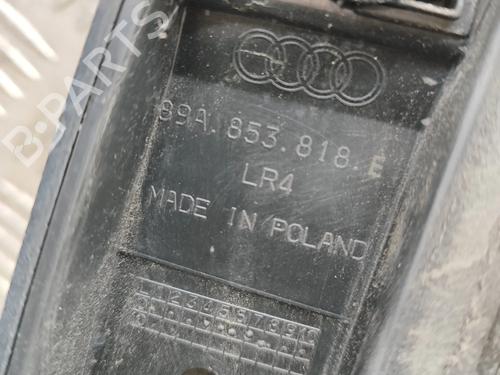 B-PARTS
89A.853.818.E
LR4
MADE IN POLAND